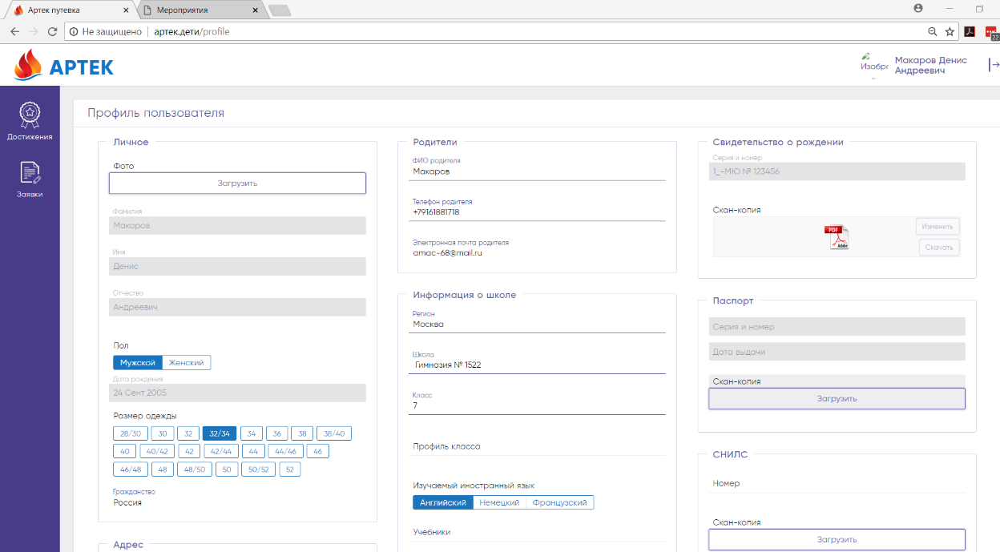 Артек путевка
Мероприятия
Не защищено
артек.дети/profile
22
АРТЕК
Изобро
Макаров Денис
Андреевич
Достижения
Заявки
Профиль пользователя
Личное
Фото
Загрузить
Фамилия
Макаров
Имя
Денис
Отчество
Андреевич
Пол
Мужской Женский
Дата рождения
24 Сент 2005
Размер одежды
28/30 30 32 32/34 34 36 38 38/40
40 40/42 42 42/44 44 44/46 46
46/48 48 48/50 50 50/52 52
Гражданство
Россия
Адрес
Родители
ФИО родителя
Макаров
Телефон родителя
+79161881718
Электронная почта родителя
amac-68@mail.ru
Информация о школе
Регион
Москва
Школа
Гимназия № 1522
Класс
7
Профиль класса
Изучаемый иностранный язык
Английский Немецкий Французский
Учебники
Свидетельство о рождении
Серия и номер
1_-МЮ № 123456
Скан-копия
PDF
Adobe
Изменить
Скачать
Паспорт
Серия и номер
Дата выдачи
Скан-копия
Загрузить
СНИЛС
Номер
Скан-копия
Загрузить